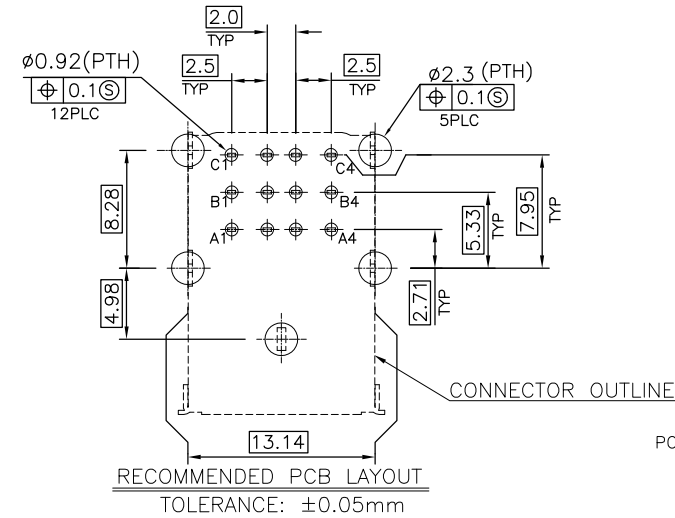 2.0
TYP
ø0.92(PTH)
⌖ 0.1Ⓢ
12PLC
2.5
TYP
2.5
TYP
ø2.3 (PTH)
⌖ 0.1Ⓢ
5PLC
C1
C4
B1
B4
A1
A4
8.28
4.98
2.71
TYP
5.33
TYP
7.95
TYP
CONNECTOR OUTLINE
13.14
PC
RECOMMENDED PCB LAYOUT
TOLERANCE: ±0.05mm